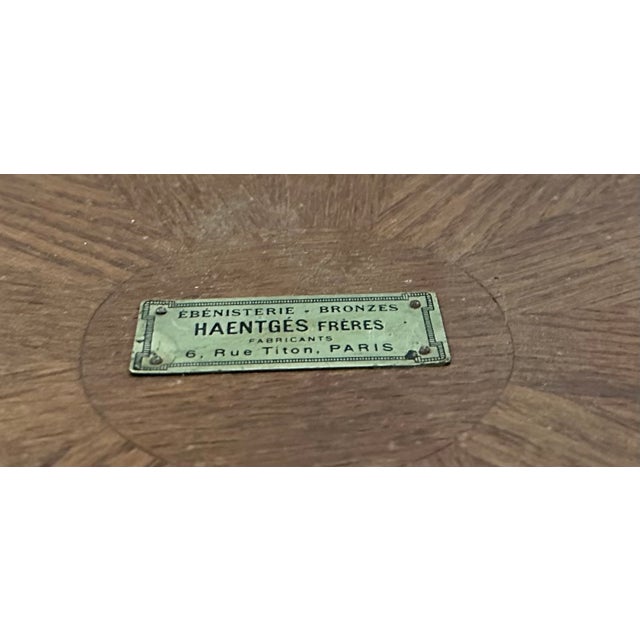 ÉBÉNISTERIE - BRONZES
HAENTGÉS FRÈRES
FABRICANTS
6, Rue Titon, PARIS